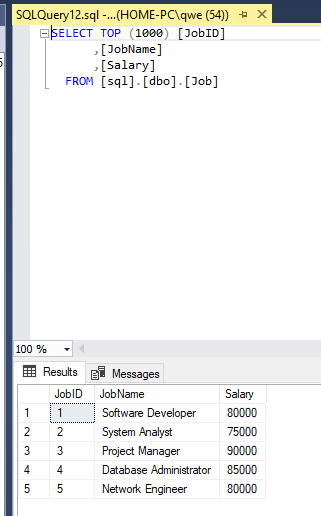 SQLQuery12.sql -...(HOME-PC\qwe (54))
SELECT TOP (1000) [JobID]
,[JobName]
,[Salary]
FROM [sql].[dbo].[Job]
100 %
Results Messages
JobID JobName Salary
1 1 Software Developer 80000
2 2 System Analyst 75000
3 3 Project Manager 90000
4 4 Database Administrator 85000
5 5 Network Engineer 80000